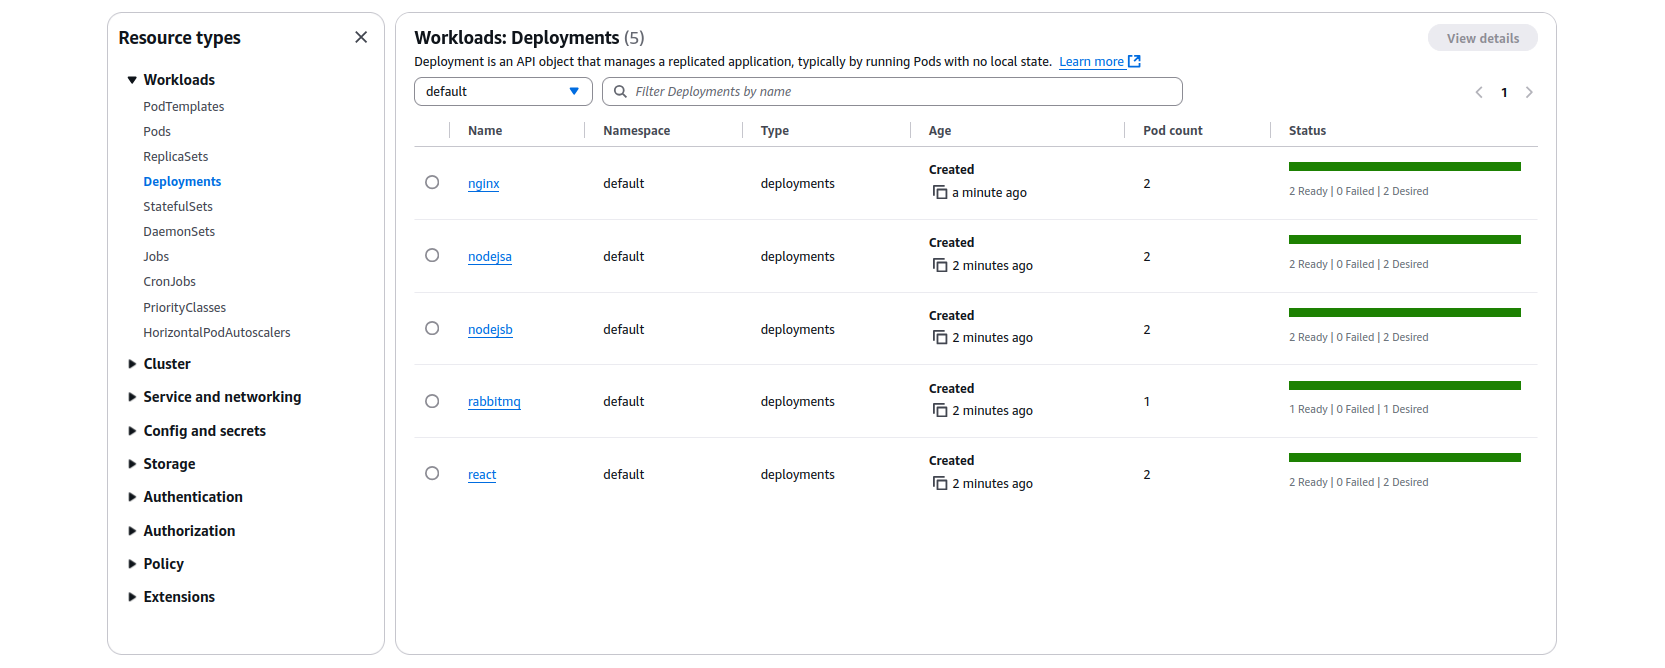 Resource types
Workloads
PodTemplates
Pods
ReplicaSets
Deployments
StatefulSets
DaemonSets
Jobs
CronJobs
PriorityClasses
HorizontalPodAutoscalers
Cluster
Service and networking
Config and secrets
Storage
Authentication
Authorization
Policy
Extensions
Workloads: Deployments (5)
View details
Deployment is an API object that manages a replicated application, typically by running Pods with no local state. Learn more
default
Filter Deployments by name
1
Name Namespace Type Age Pod count Status
nginx default deployments Created a minute ago 2 2 Ready | 0 Failed | 2 Desired
nodejsa default deployments Created 2 minutes ago 2 2 Ready | 0 Failed | 2 Desired
nodejsb default deployments Created 2 minutes ago 2 2 Ready | 0 Failed | 2 Desired
rabbitmq default deployments Created 2 minutes ago 1 1 Ready | 0 Failed | 1 Desired
react default deployments Created 2 minutes ago 2 2 Ready | 0 Failed | 2 Desired